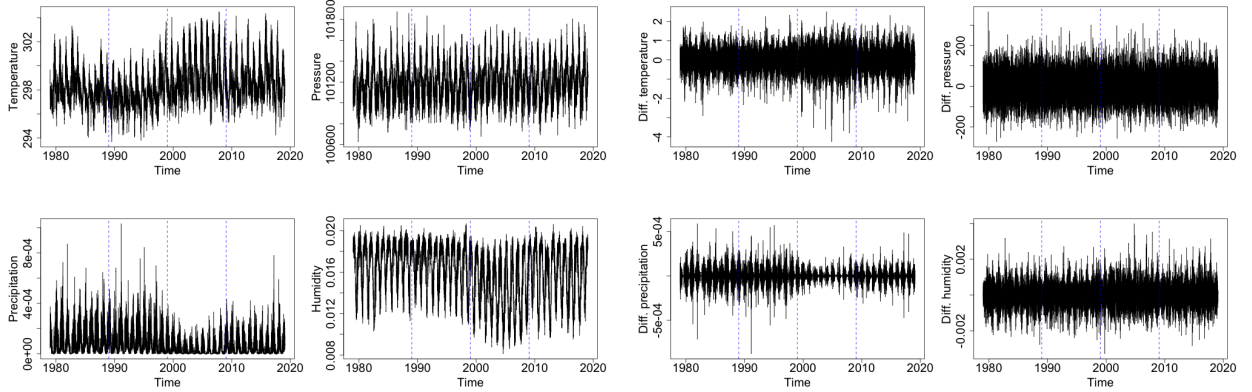 Temperature
294 298 302
1980 1990 2000 2010 2020
Time
Pressure
100600 101200 101800
1980 1990 2000 2010 2020
Time
Diff. temperature
-4 -2 0 1 2
1980 1990 2000 2010 2020
Time
Diff. pressure
-200 0 200
1980 1990 2000 2010 2020
Time
Precipitation
0e+00 4e-04 8e-04
1980 1990 2000 2010 2020
Time
Humidity
0.008 0.012 0.016 0.020
1980 1990 2000 2010 2020
Time
Diff. precipitation
-5e-04 5e-04
1980 1990 2000 2010 2020
Time
Diff. humidity
-0.002 0.002
1980 1990 2000 2010 2020
Time